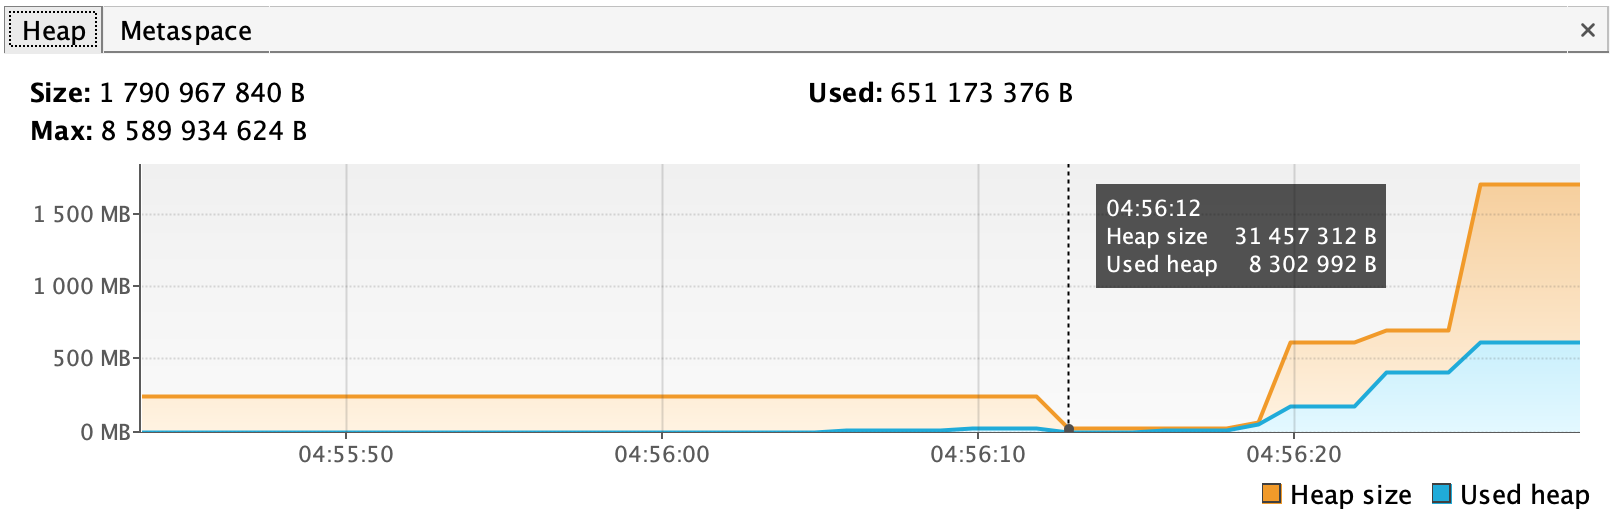 Heap Metaspace ×
Size: 1 790 967 840 B Used: 651 173 376 B
Max: 8 589 934 624 B
1 500 MB
1 000 MB
500 MB
0 MB
04:56:12
Heap size 31 457 312 B
Used heap 8 302 992 B
04:55:50 04:56:00 04:56:10 04:56:20
Heap size Used heap